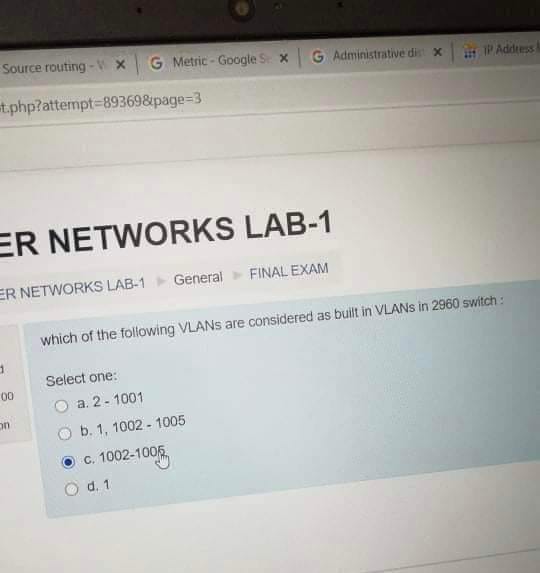 Source routing -
Metric - Google S
Administrative dis
IP Address
t.php?attempt=89369&page=3
ER NETWORKS LAB-1
ER NETWORKS LAB-1
General
FINAL EXAM
which of the following VLANs are considered as built in VLANs in 2960 switch :
Select one:
a. 2 - 1001
b. 1, 1002 - 1005
c. 1002-1005
d. 1
00
on